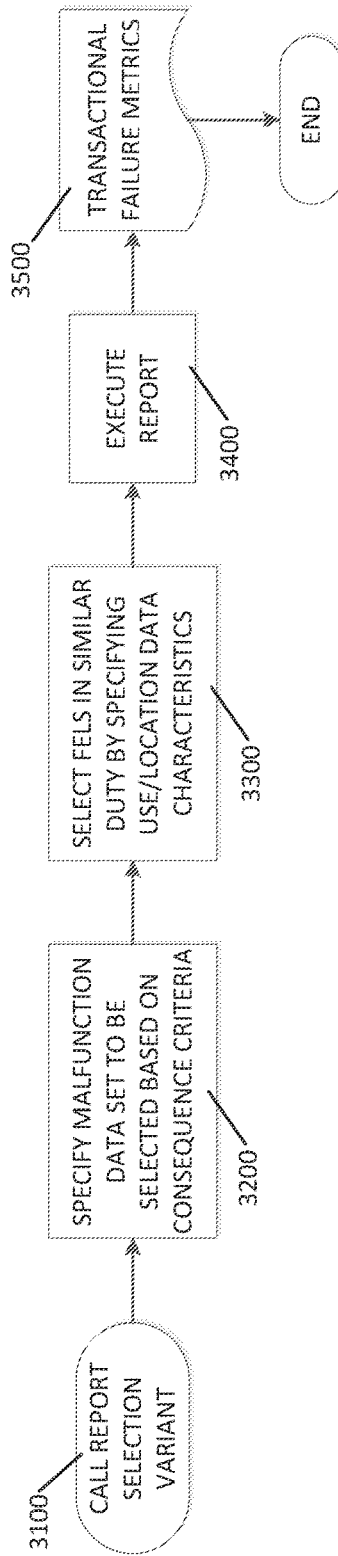 3100
CALL REPORT
SELECTION
VARIANT
SPECIFY MALFUNCTION
DATA SET TO BE
SELECTED BASED ON
CONSEQUENCE CRITERIA
3200
SELECT FELS IN SIMILAR
DUTY BY SPECIFYING
USE/LOCATION DATA
CHARACTERISTICS
3300
EXECUTE
REPORT
3400
3500
TRANSACTIONAL
FAILURE METRICS
END